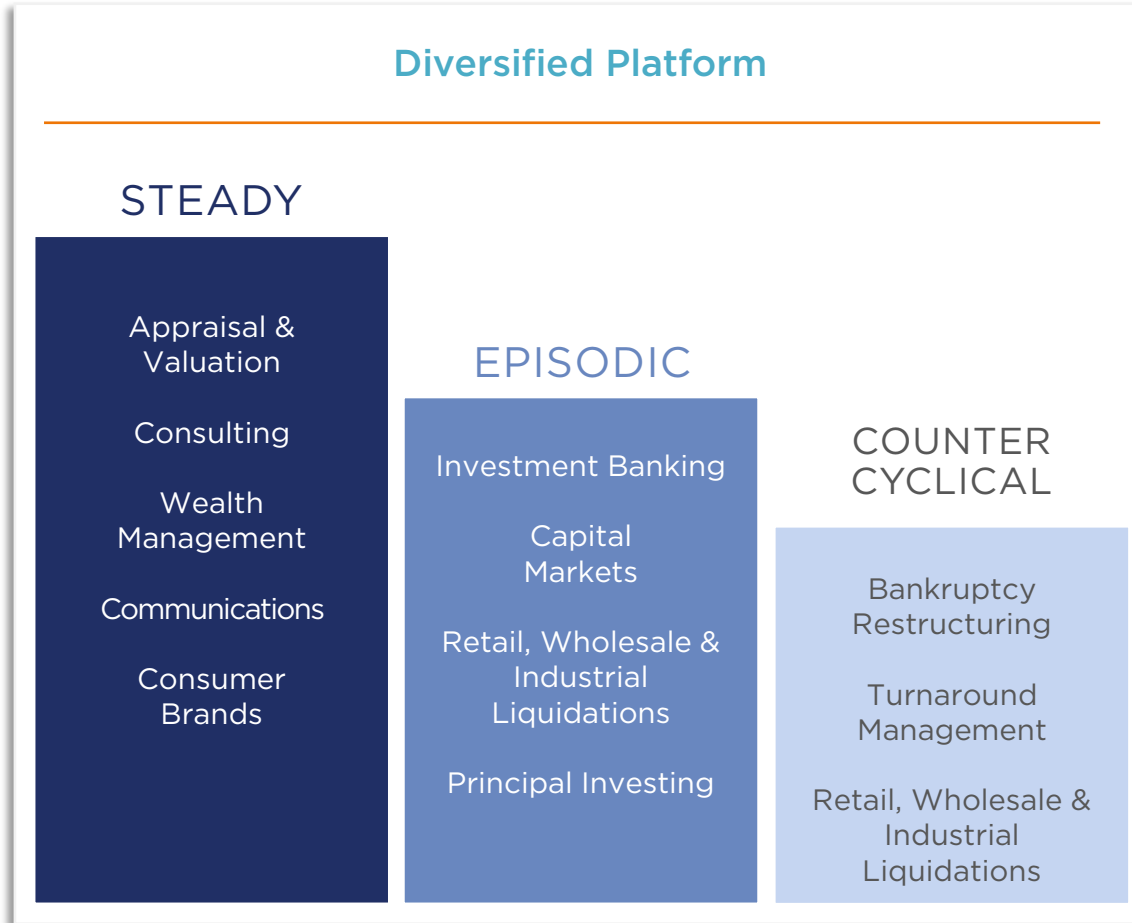 Diversified Platform
STEADY
Appraisal &
Valuation
Consulting
Wealth
Management
Communications
Consumer
Brands
EPISODIC
Investment Banking
Capital
Markets
Retail, Wholesale &
Industrial
Liquidations
Principal Investing
COUNTER
CYCLICAL
Bankruptcy
Restructuring
Turnaround
Management
Retail, Wholesale &
Industrial
Liquidations